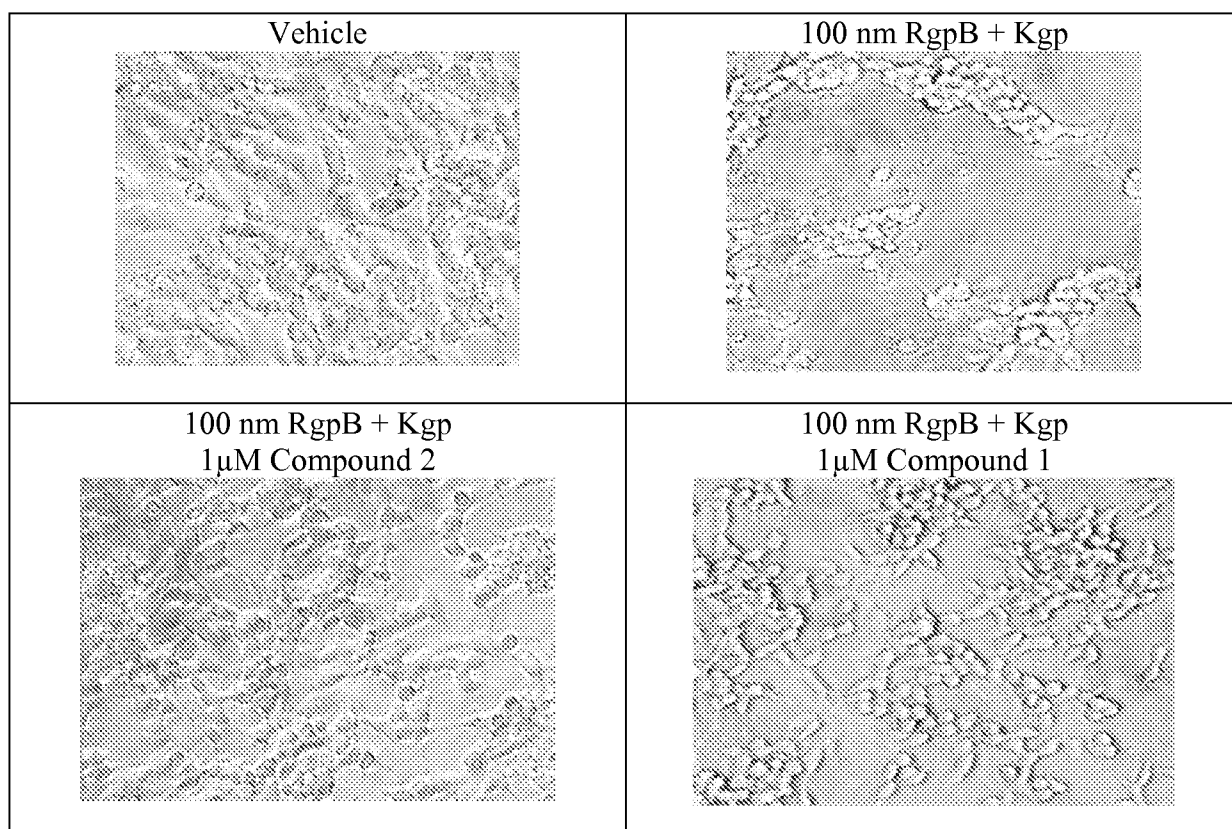 Vehicle
100 nm RgpB + Kgp
100 nm RgpB + Kgp
1µM Compound 2
100 nm RgpB + Kgp
1µM Compound 1